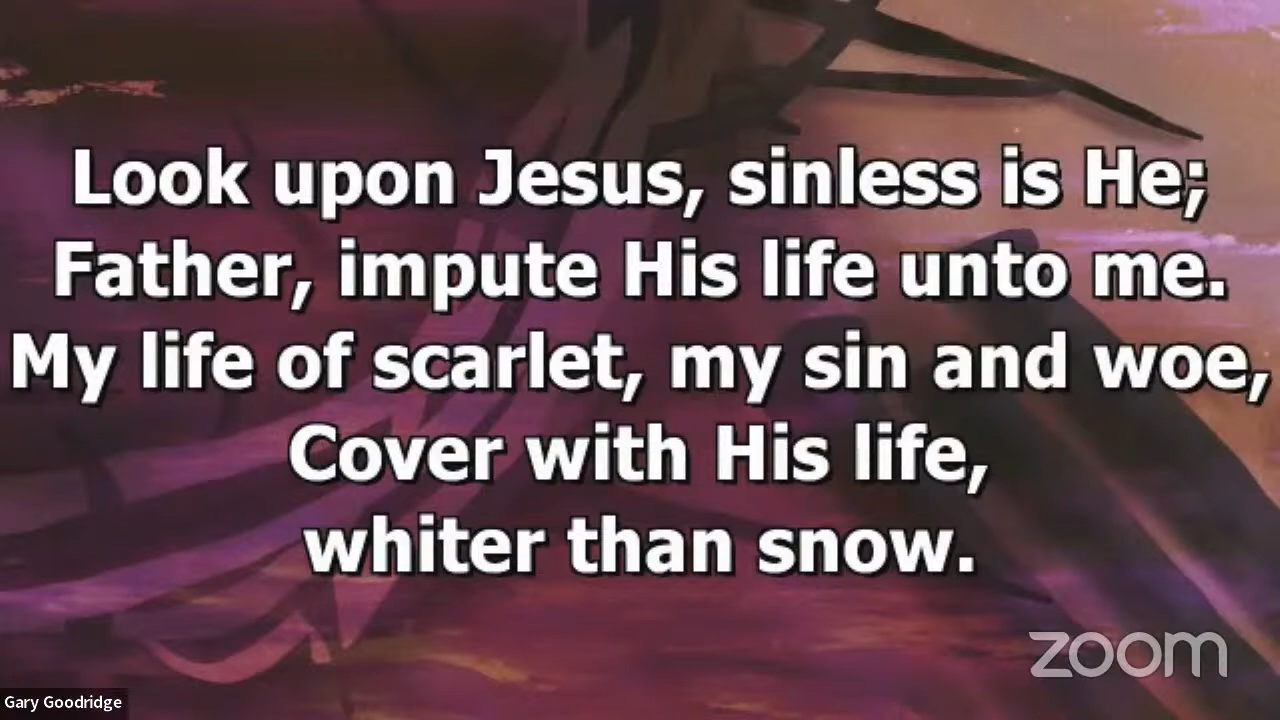 Look upon Jesus, sinless is He;
Father, impute His life unto me.
My life of scarlet, my sin and woe,
Cover with His life,
whiter than snow.
zoom
Gary Goodridge